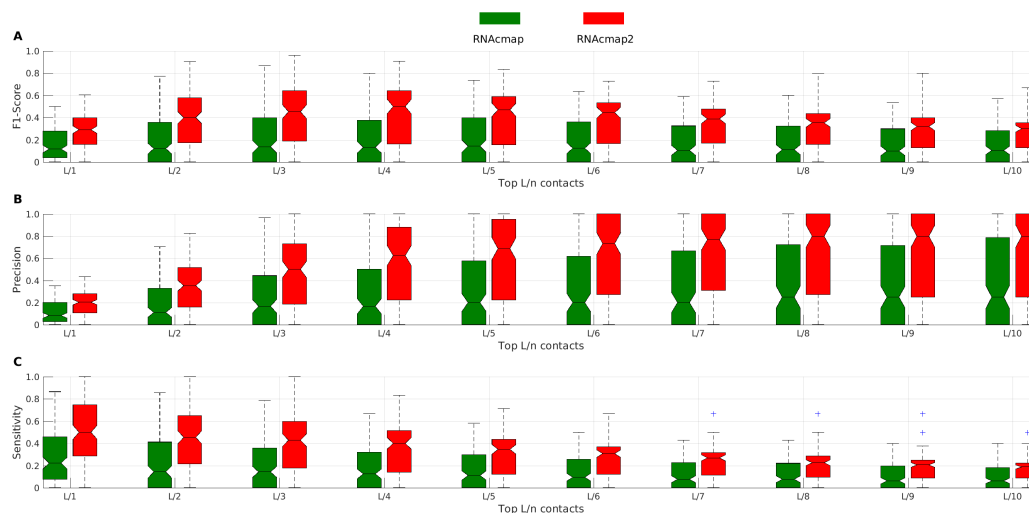 RNAcmap RNAcmap2
A
1.0
0.8
0.6
0.4
0.2
0
F1-Score
L/1 L/2 L/3 L/4 L/5 L/6 L/7 L/8 L/9 L/10
Top L/n contacts
B
1.0
0.8
0.6
0.4
0.2
0
Precision
L/1 L/2 L/3 L/4 L/5 L/6 L/7 L/8 L/9 L/10
Top L/n contacts
C
1.0
0.8
0.6
0.4
0.2
0
Sensitivity
L/1 L/2 L/3 L/4 L/5 L/6 L/7 L/8 L/9 L/10
Top L/n contacts